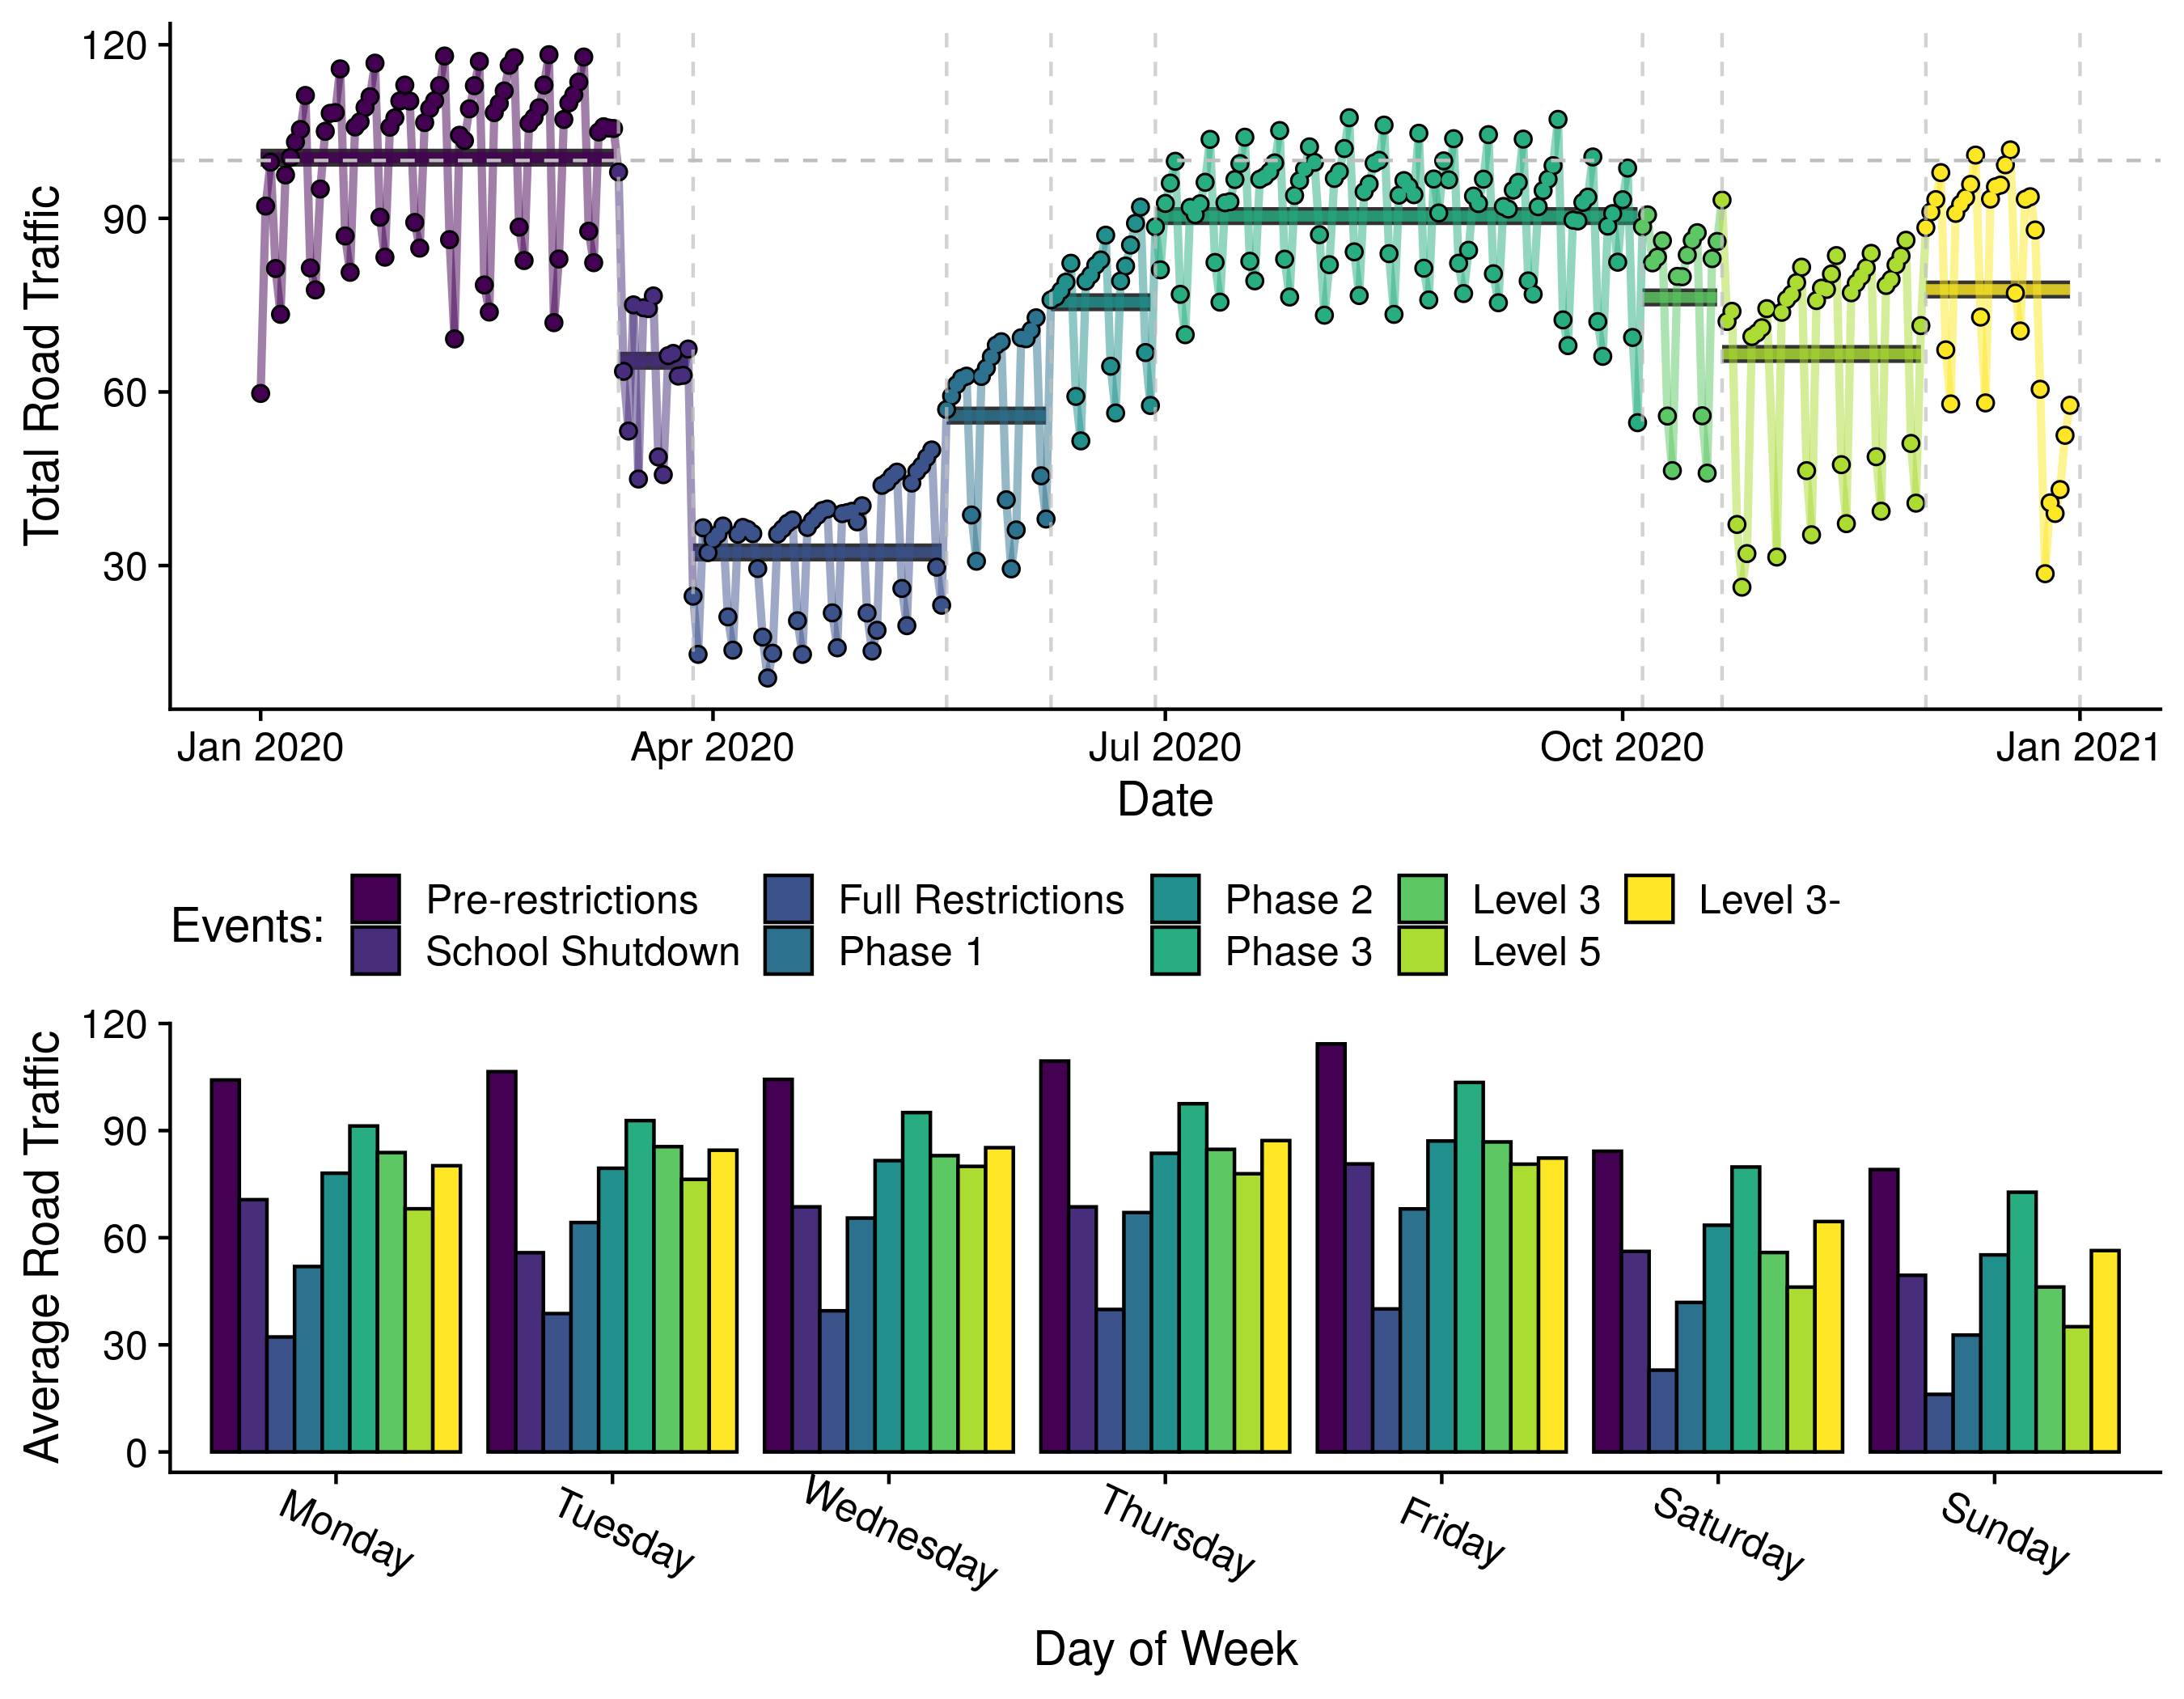 Total Road Traffic
120
90
60
30
Jan 2020
Apr 2020
Jul 2020
Oct 2020
Jan 2021
Date
Events:
Pre-restrictions
School Shutdown
Full Restrictions
Phase 1
Phase 2
Phase 3
Level 3
Level 5
Level 3-
Average Road Traffic
120
90
60
30
0
Monday
Tuesday
Wednesday
Thursday
Friday
Saturday
Sunday
Day of Week